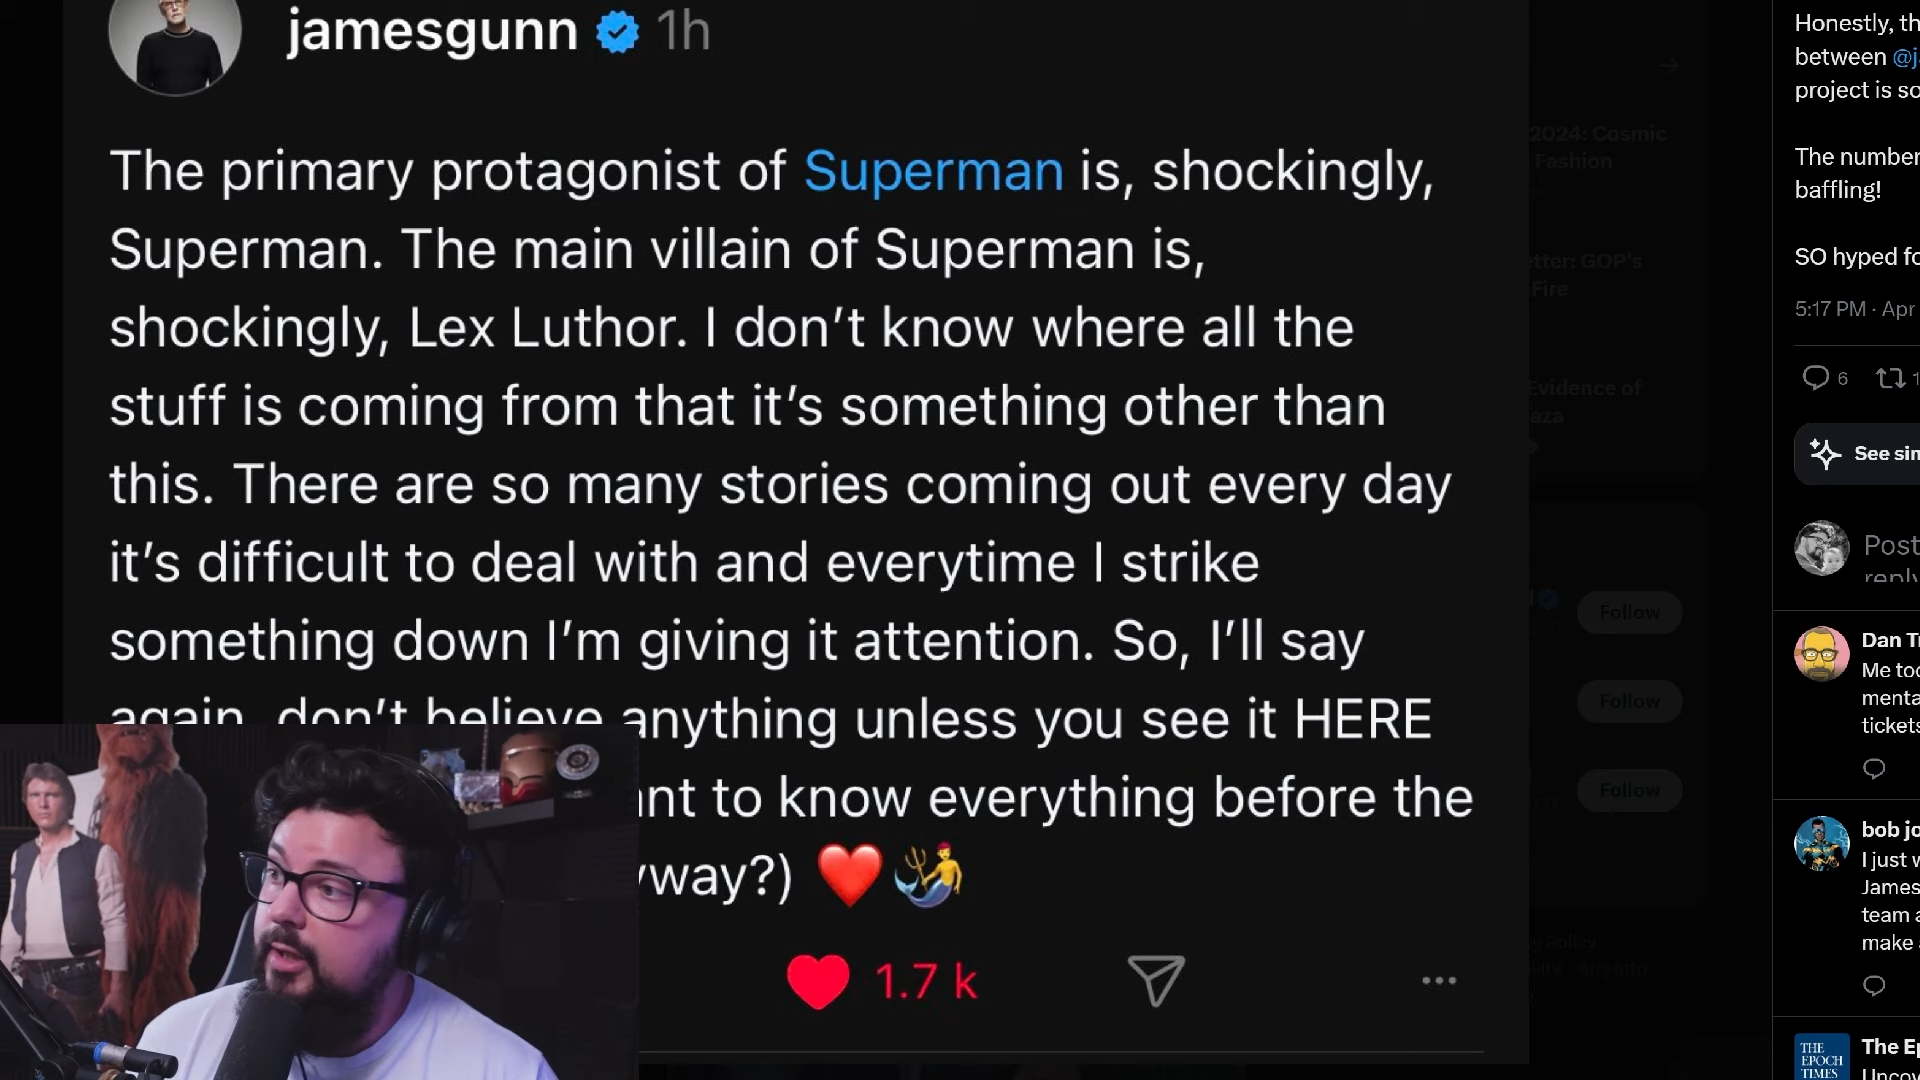 jamesgunn 1h
The primary protagonist of Superman is, shockingly,
Superman. The main villain of Superman is,
shockingly, Lex Luthor. I don't know where all the
stuff is coming from that it's something other than
this. There are so many stories coming out every day
it's difficult to deal with and everytime I strike
something down I'm giving it attention. So, I'll say
again, don't believe anything unless you see it HERE
nt to know everything before the
way?)
1.7 k
2024: Cosmic
Fashion
tter: GOP's
Fire
Evidence of
aza
Follow
Follow
Follow
Honestly, th
between @j
project is so
The number
baffling!
SO hyped fo
5:17 PM · Apr
6 1
See sin
Post
reply
Dan T
Me too
menta
tickets
bob jo
I just w
James
team a
make
THE
EPOCH
TIMES
The Ep
Uncov